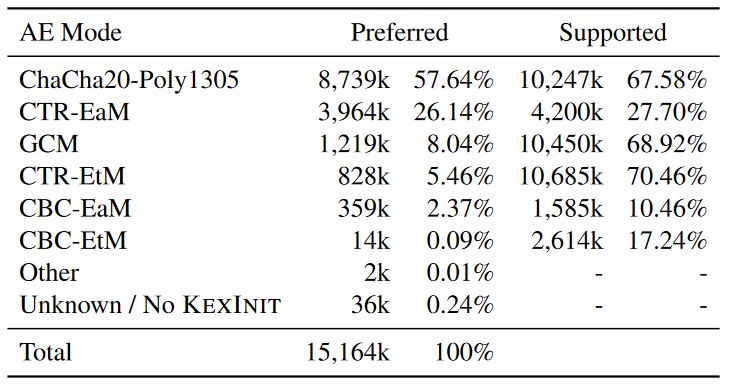 AE Mode Preferred Supported
ChaCha20-Poly1305 8,739k 57.64% 10,247k 67.58%
CTR-EaM 3,964k 26.14% 4,200k 27.70%
GCM 1,219k 8.04% 10,450k 68.92%
CTR-EtM 828k 5.46% 10,685k 70.46%
CBC-EaM 359k 2.37% 1,585k 10.46%
CBC-EtM 14k 0.09% 2,614k 17.24%
Other 2k 0.01% - -
Unknown / No KEXINIT 36k 0.24% - -
Total 15,164k 100%